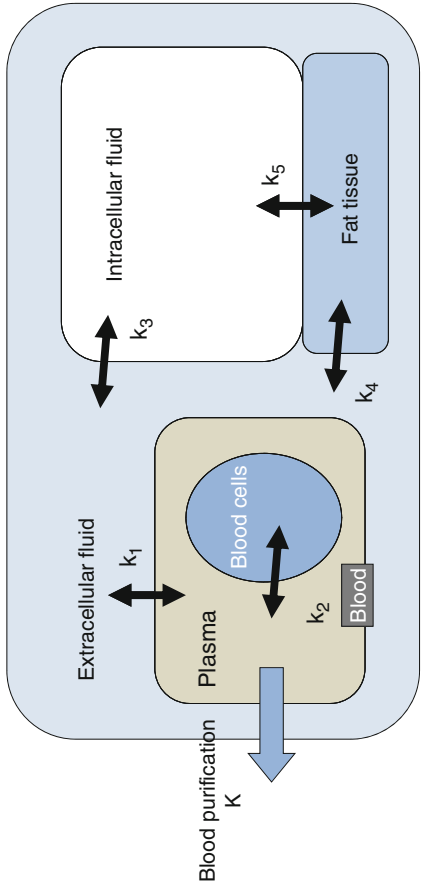 Blood purification
K
Extracellular fluid
k1
Plasma
Blood cells
k2
Blood
Intracellular fluid
k3
k4
k5
Fat tissue